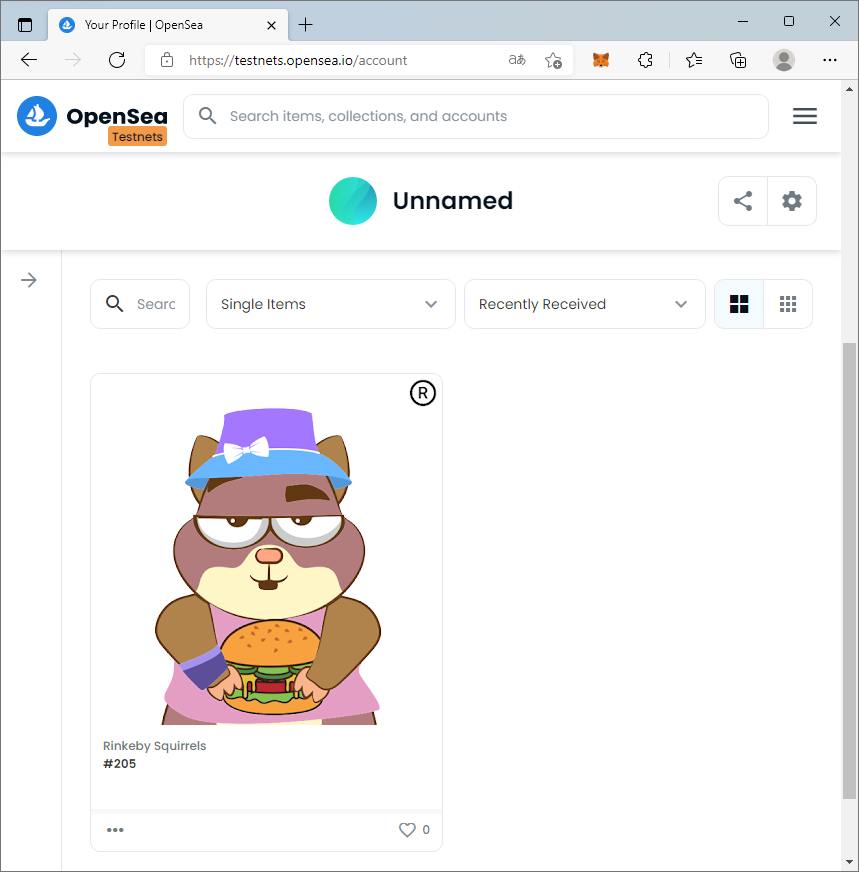 Your Profile | OpenSea
https://testnets.opensea.io/account
OpenSea
Testnets
Search items, collections, and accounts
Unnamed
Searc
Single Items
Recently Received
R
Rinkeby Squirrels
#205
0